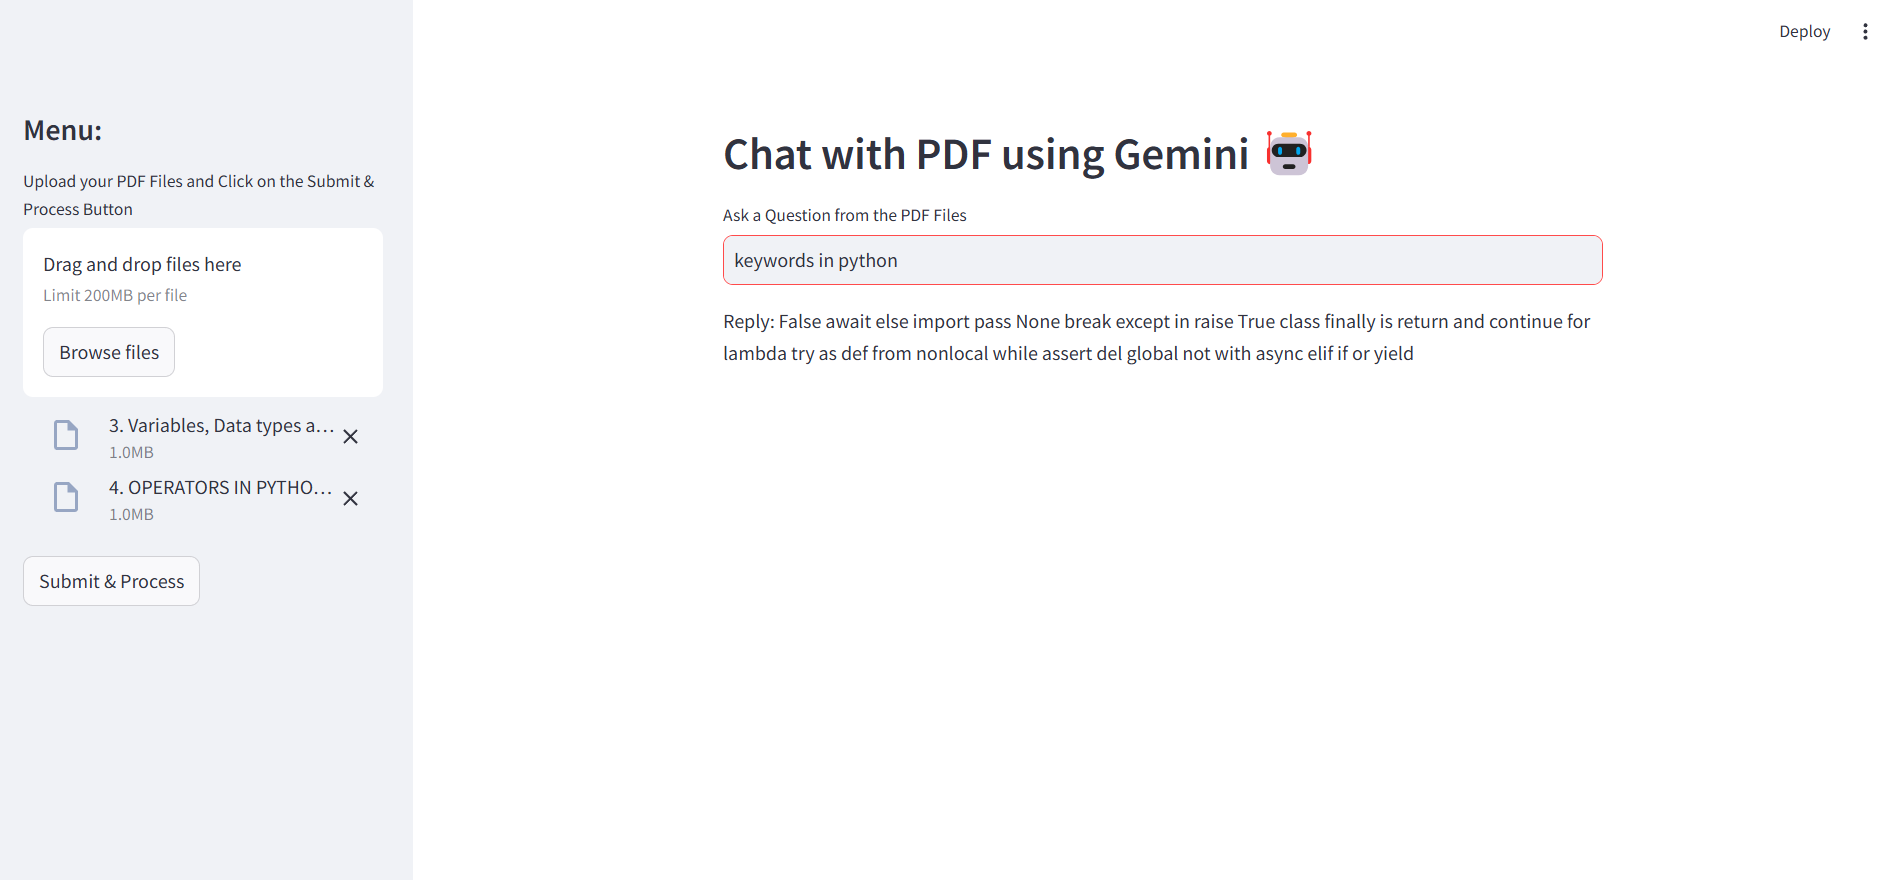 Deploy
Menu:
Upload your PDF Files and Click on the Submit &
Process Button
Drag and drop files here
Limit 200MB per file
Browse files
3. Variables, Data types a...
1.0MB
4. OPERATORS IN PYTHO...
1.0MB
Submit & Process
Chat with PDF using Gemini
Ask a Question from the PDF Files
keywords in python
Reply: False await else import pass None break except in raise True class finally is return and continue for
lambda try as def from nonlocal while assert del global not with async elif if or yield